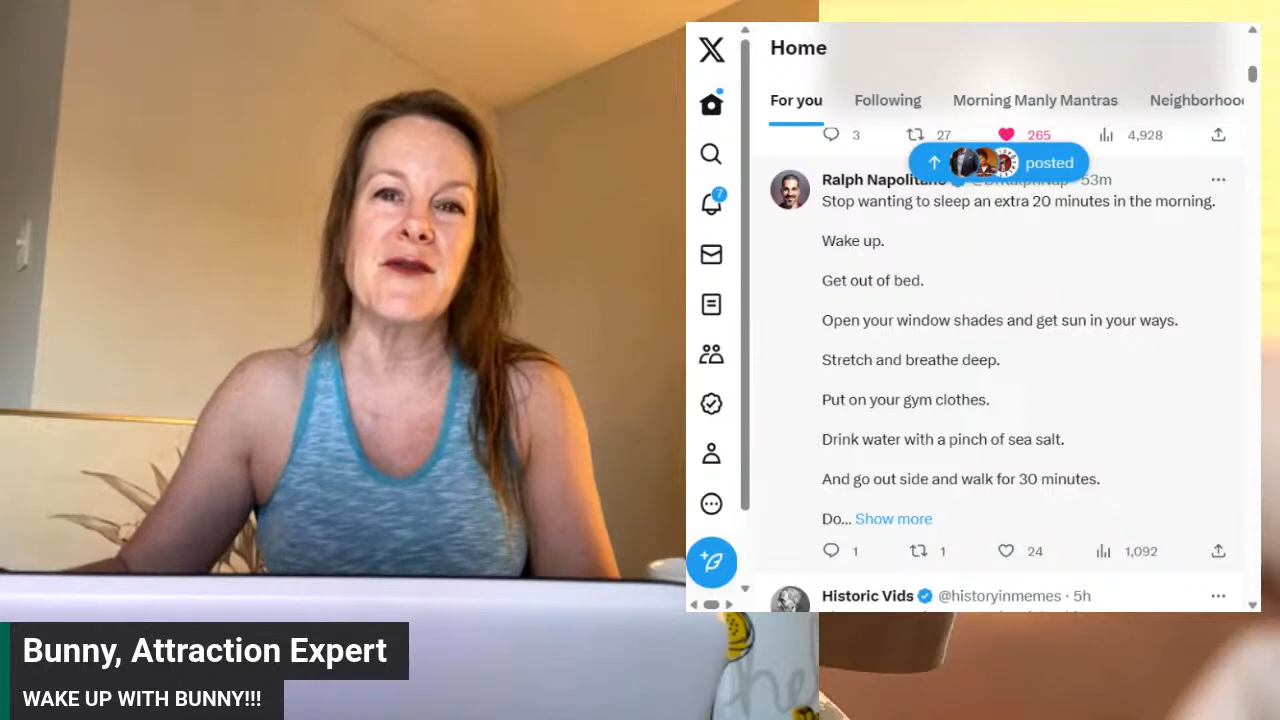 Home
For you Following Morning Manly Mantras
3 27 265 4,928
posted
Ralph Napolitano 53m
Stop wanting to sleep an extra 20 minutes in the morning.
Wake up.
Get out of bed.
Open your window shades and get sun in your ways.
Stretch and breathe deep.
Put on your gym clothes.
Drink water with a pinch of sea salt.
And go out side and walk for 30 minutes.
Do... Show more
1 1 24 1,092
Historic Vids @historyinmemes · 5h
7
Bunny, Attraction Expert
WAKE UP WITH BUNNY!!!
he